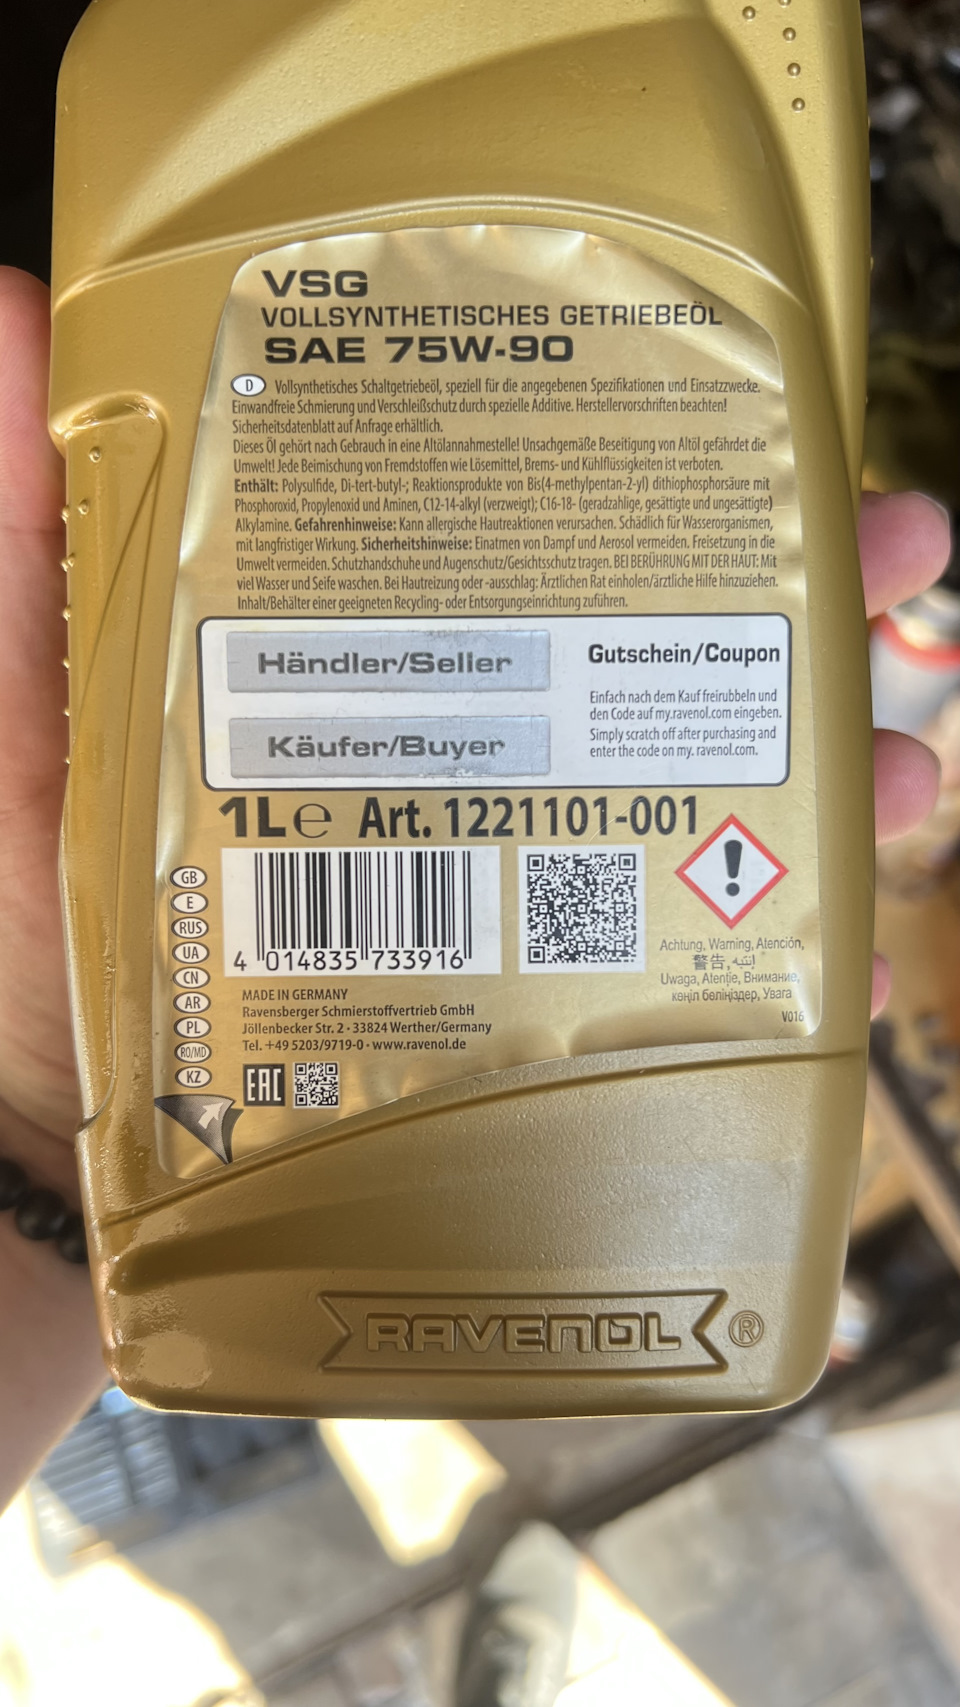 VSG
VOLLSYNTHETISCHES GETRIEBEÖL
SAE 75W-90
D Vollsynthetisches Schaltgetriebeöl, speziell für die angegebenen Spezifikationen und Einsatzzwecke.
Einwandfreie Schmierung und Verschleißschutz durch spezielle Additive. Herstellervorschriften beachten!
Sicherheitsdatenblatt auf Anfrage erhältlich.
Dieses Öl gehört nach Gebrauch in eine Altölannahmestelle! Unsachgemäße Beseitigung von Altöl gefährdet die
Umwelt! Jede Beimischung von Fremdstoffen wie Lösemittel, Brems- und Kühlflüssigkeiten ist verboten.
Enthält: Polysulfide, Di-tert-butyl-; Reaktionsprodukte von Bis(4-methylpentan-2-yl) dithiophosphorsäure mit
Phosphoroxid, Propylenoxid und Aminen, C12-14-alkyl (verzweigt); C16-18- (geradzahlige, gesättigte und ungesättigte)
Alkylamine. Gefahrenhinweise: Kann allergische Hautreaktionen verursachen. Schädlich für Wasserorganismen,
mit langfristiger Wirkung. Sicherheitshinweise: Einatmen von Dampf und Aerosol vermeiden. Freisetzung in die
Umwelt vermeiden. Schutzhandschuhe und Augenschutz/Gesichtsschutz tragen. BEI BERÜHRUNG MIT DER HAUT: Mit
viel Wasser und Seife waschen. Bei Hautreizung oder -ausschlag: Ärztlichen Rat einholen/ärztliche Hilfe hinzuziehen.
Inhalt/Behälter einer geeigneten Recycling- oder Entsorgungseinrichtung zuführen.
Händler/Seller
Käufer/Buyer
Gutschein/Coupon
Einfach nach dem Kauf freirubbeln und
den Code auf my.ravenol.com eingeben.
Simply scratch off after purchasing and
enter the code on my. ravenol.com.
1L℮ Art. 1221101-001
GB
E
RUS
UA
CN
AR
PL
RO/MD
KZ
4 014835 733916
Achtung, Warning, Atención,
警告, إنتبه
Uwaga, Atenție, Внимание,
көңіл бөліңіздер, Увага
V016
MADE IN GERMANY
Ravensberger Schmierstoffvertrieb GmbH
Jöllenbecker Str. 2 · 33824 Werther/Germany
Tel. +49 5203/9719-0 · www.ravenol.de
EAC
RAVENOL ®